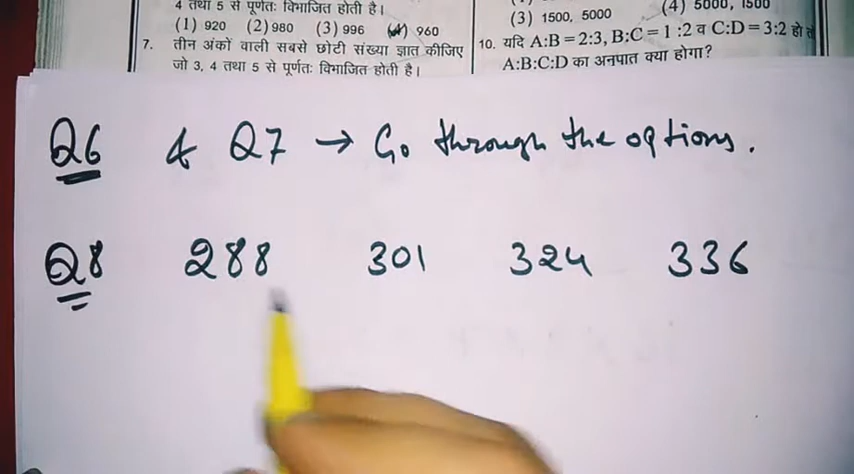 4 तथा 5 से पूर्णतः विभाजित होती है।
(1) 920 (2) 980 (3) 996 (4) 960
7. तीन अंकों वाली सबसे छोटी संख्या ज्ञात कीजिए
जो 3, 4 तथा 5 से पूर्णतः विभाजित होती है।
(3) 1500, 5000 (4) 5000, 1500
10. यदि A:B = 2:3, B:C = 1 : 2 व C:D = 3:2 हो तो
A:B:C:D का अनुपात क्या होगा?
Q6 & Q7 → Go through the options.
Q8 288 301 324 336